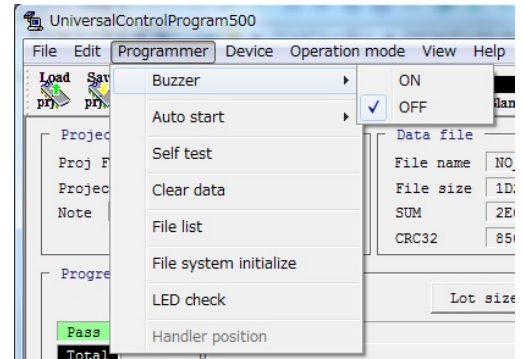 UniversalControlProgram500
File Edit Programmer Device Operation mode View Help
Load
prj
prj
Buzzer
ON
OFF
Auto start
Self test
Clear data
File list
File system initialize
LED check
Handler position
Proj
Note
Data file
File name
File size
SUM
CRC32
Lot size
Pass
Total